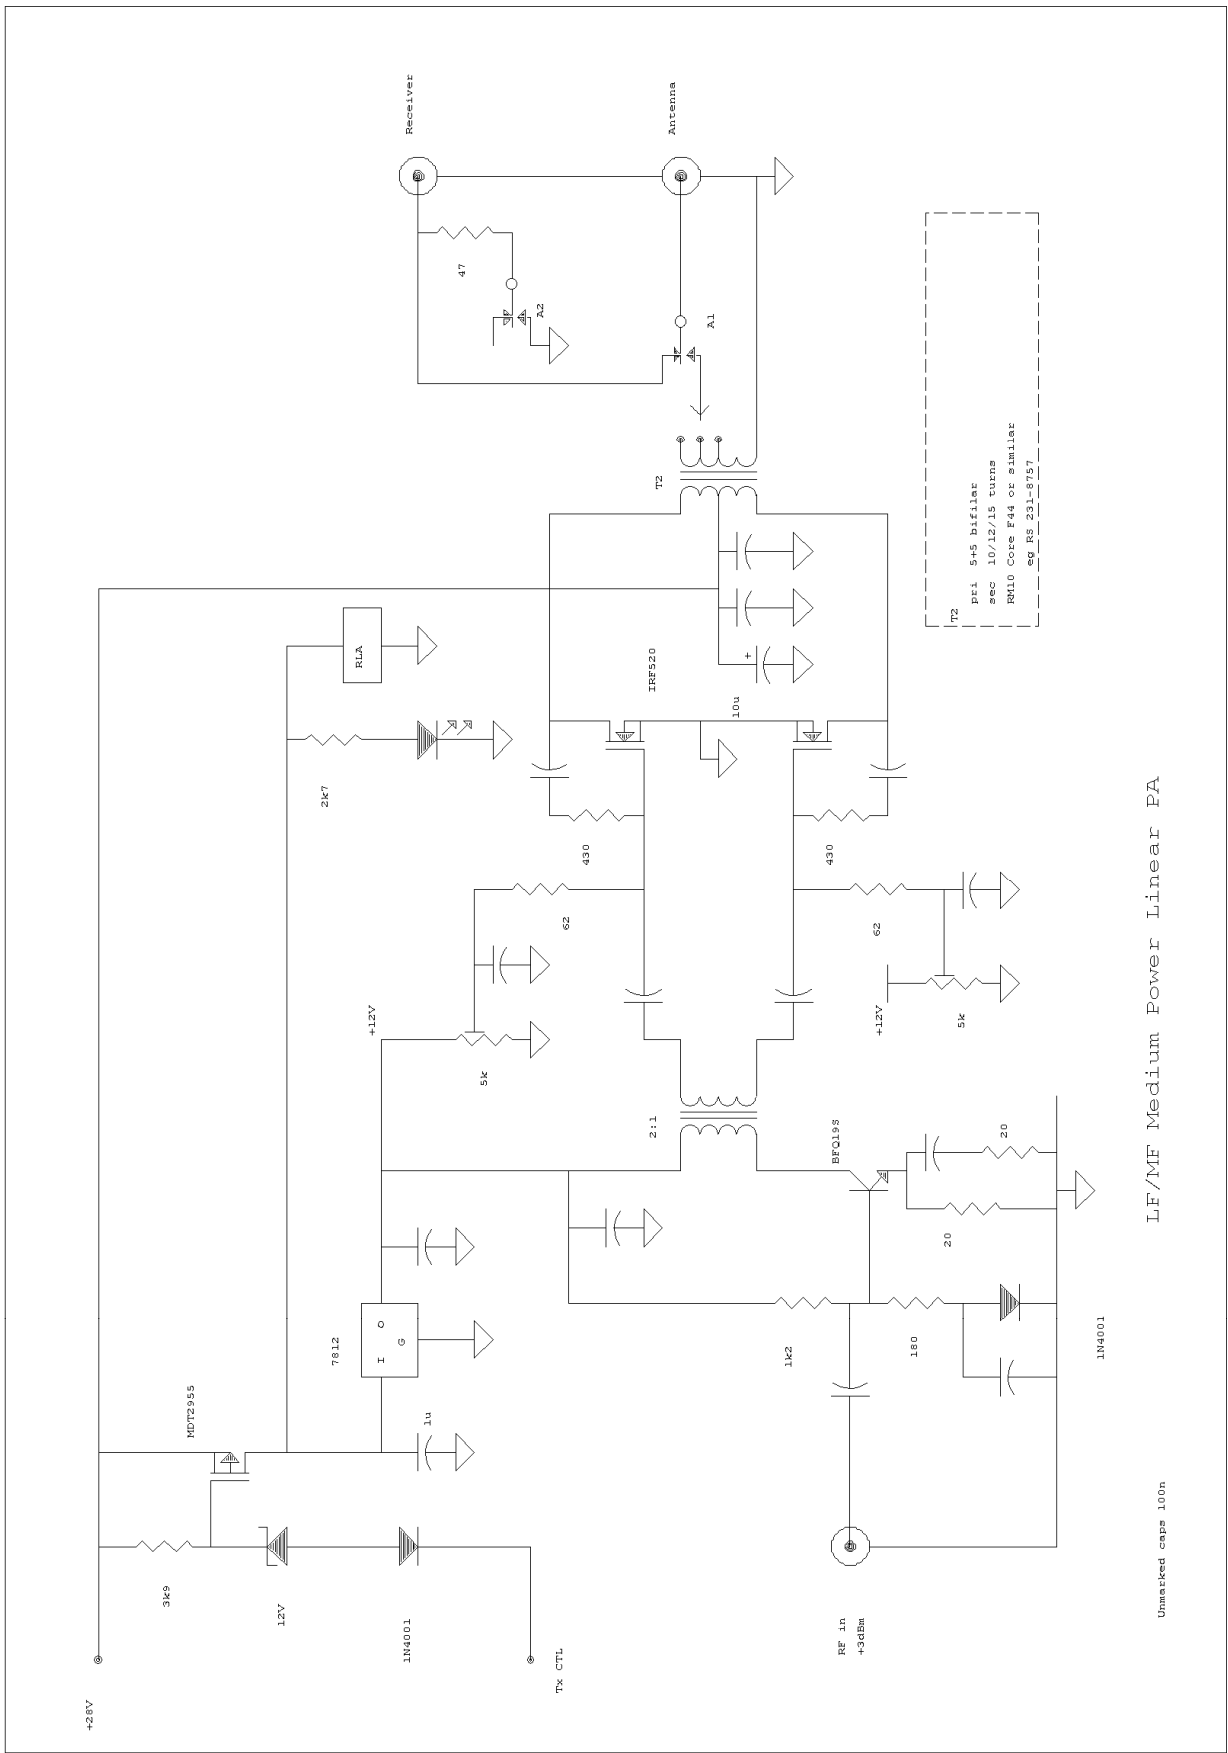 +28V
3k9
12V
1N4001
Tx CTL
MDT2955
1u
7812
I
O
G
+12V
5k
62
430
2k7
RLA
IRF520
10u
T2
47
A2
A1
Receiver
Antenna
RF in
+3dBm
1k2
180
1N4001
BFQ19S
20
20
2:1
+12V
5k
62
430
T2
pri 5+5 bifilar
sec 10/12/15 turns
RM10 Core F44 or similar
eg RS 231-8757
LF/MF Medium Power Linear PA
Unmarked caps 100n
+